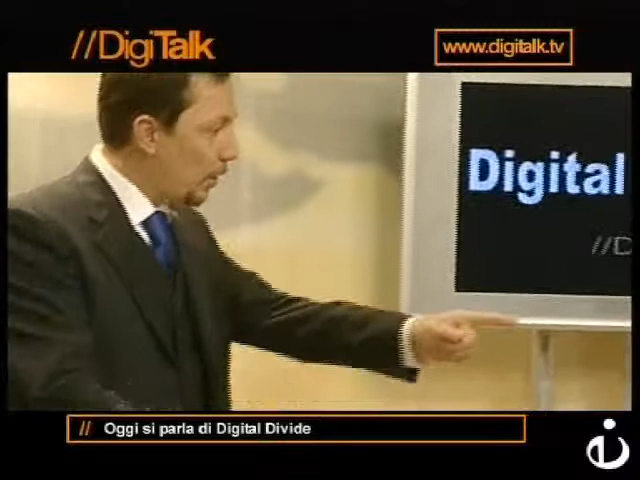 //DigiTalk
www.digitalk.tv
Digital
//D
// Oggi si parla di Digital Divide